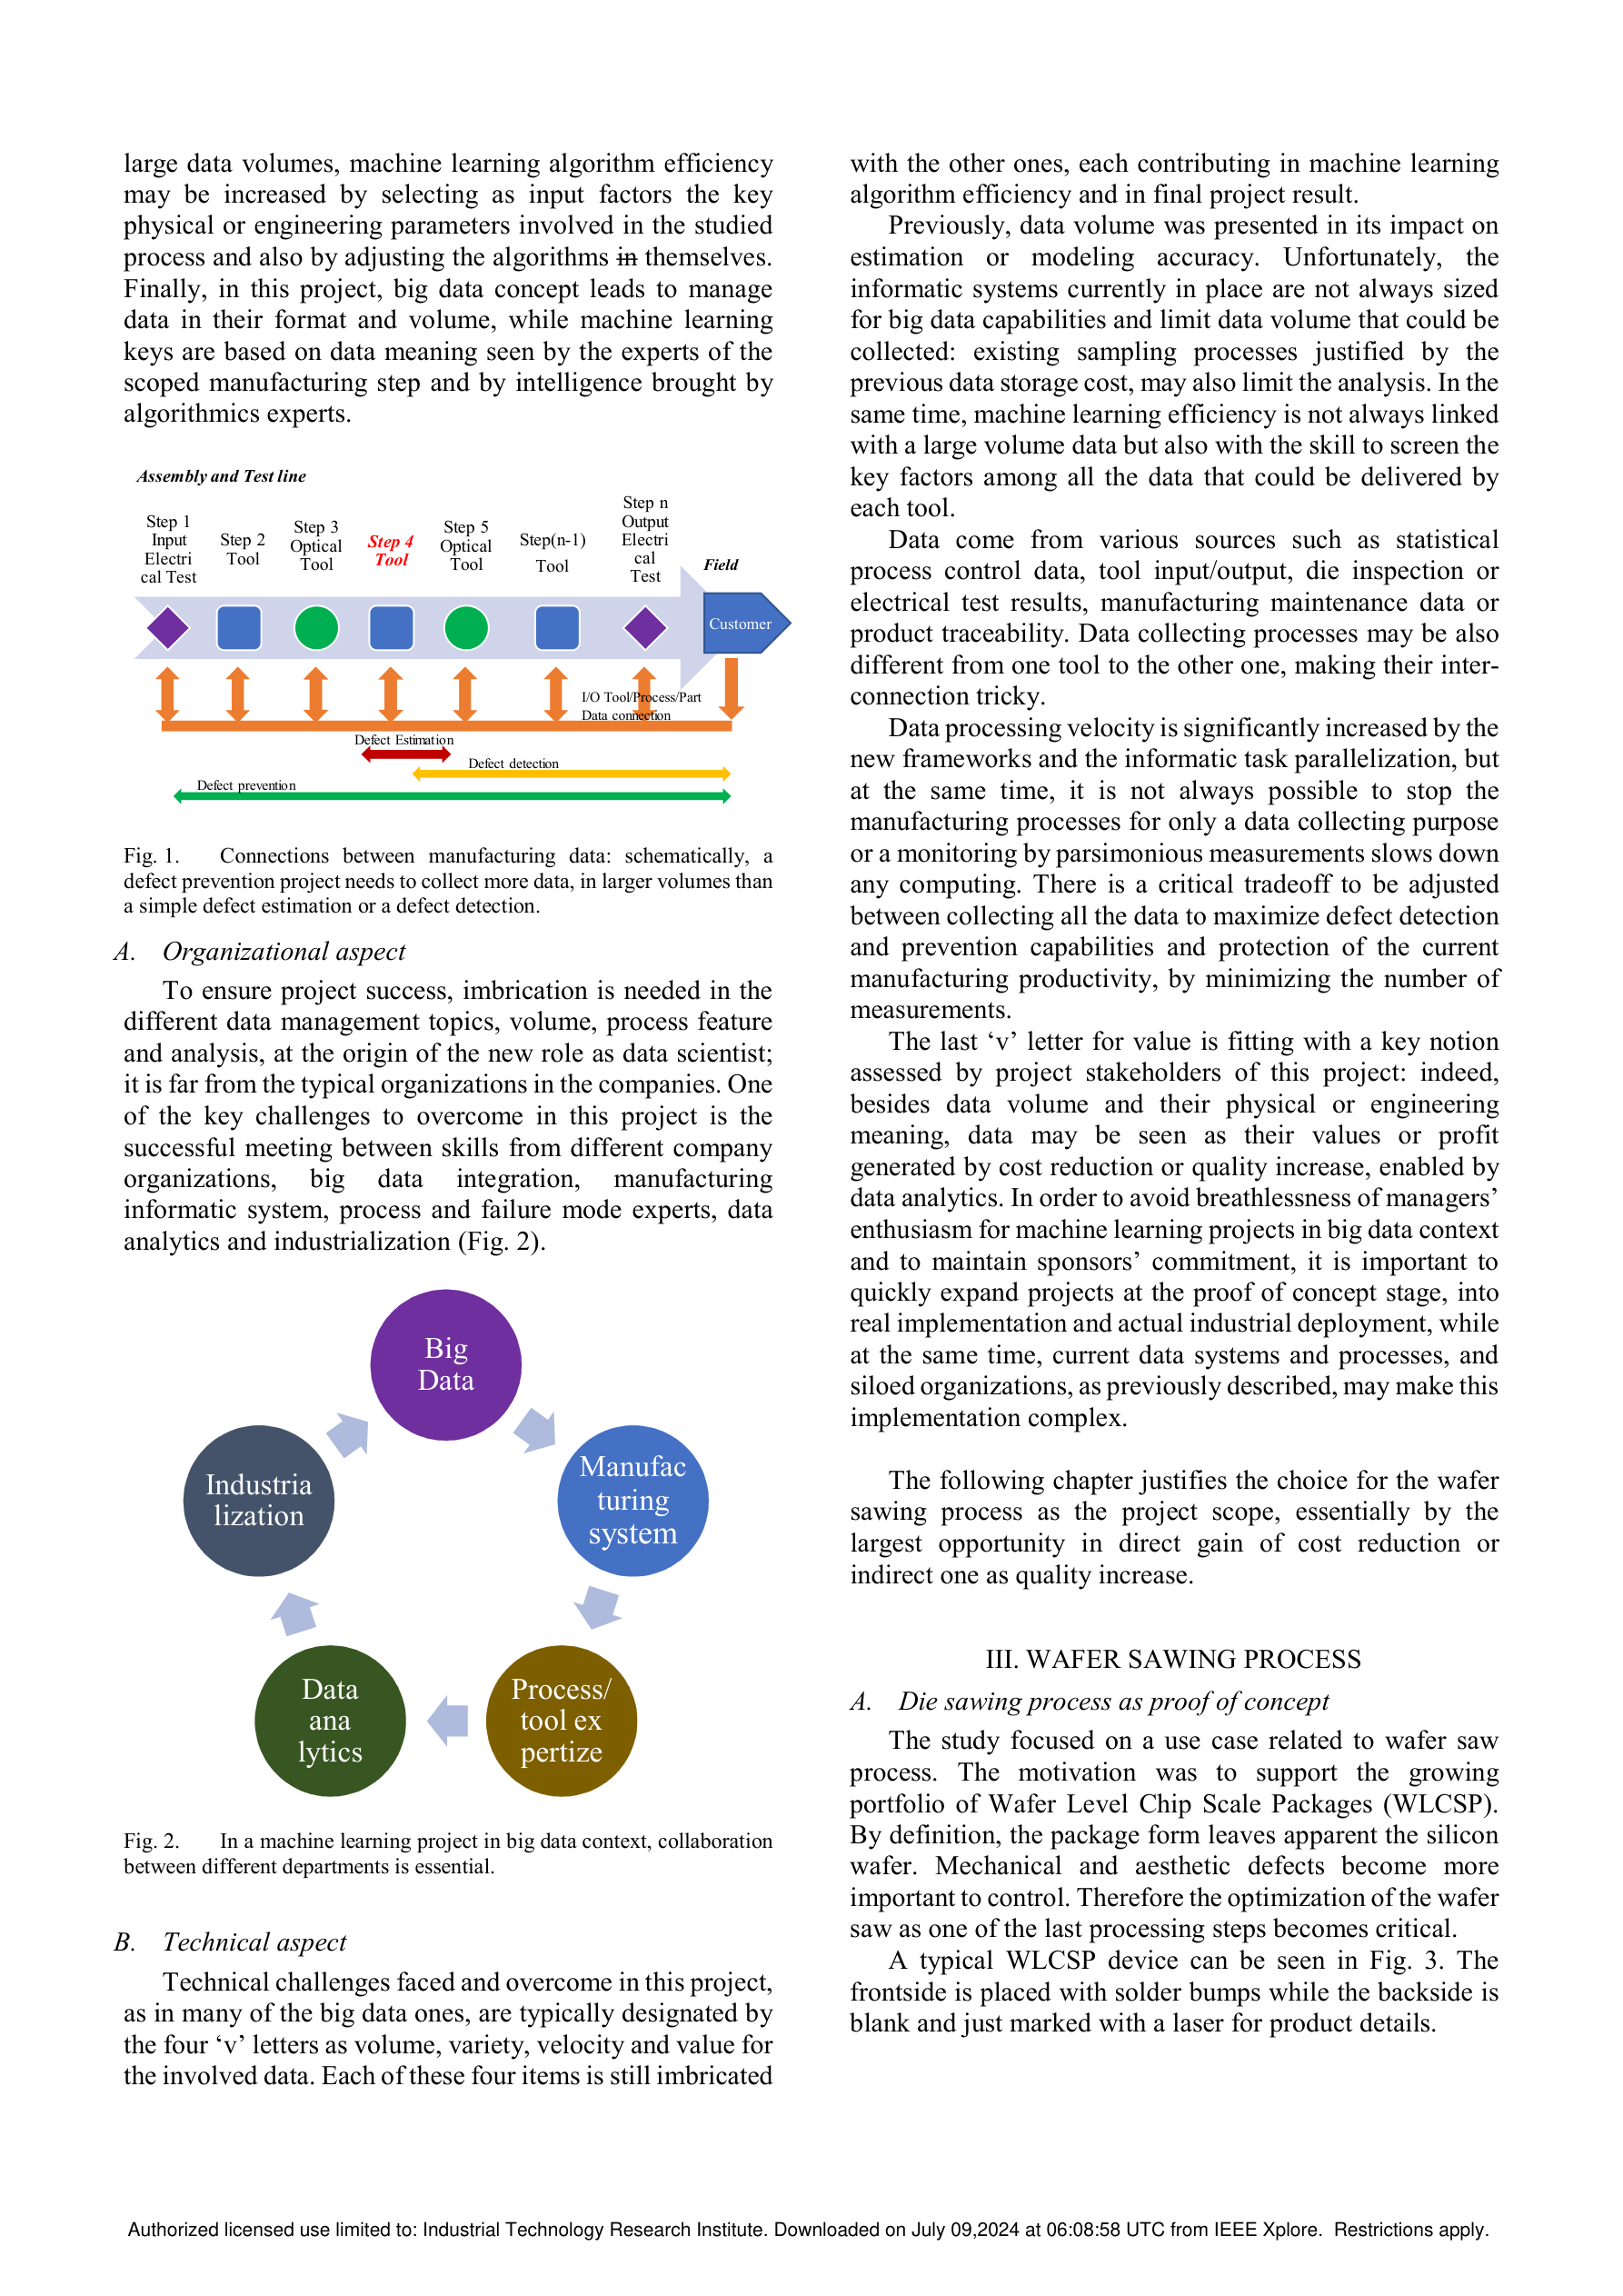 large data volumes, machine learning algorithm efficiency
may be increased by selecting as input factors the key
physical or engineering parameters involved in the studied
process and also by adjusting the algorithms in themselves.
Finally, in this project, big data concept leads to manage
data in their format and volume, while machine learning
keys are based on data meaning seen by the experts of the
scoped manufacturing step and by intelligence brought by
algorithmics experts.
Assembly and Test line
Step 1
Input
Electri
cal Test
Step 2
Tool
Step 3
Optical
Tool
Step 4
Tool
Step 5
Optical
Tool
Step(n-1)
Tool
Step n
Output
Electri
cal
Test
Field
Customer
I/O Tool/Process/Part
Data connection
Defect Estimation
Defect detection
Defect prevention
Fig. 1. Connections between manufacturing data: schematically, a
defect prevention project needs to collect more data, in larger volumes than
a simple defect estimation or a defect detection.
A. Organizational aspect
To ensure project success, imbrication is needed in the
different data management topics, volume, process feature
and analysis, at the origin of the new role as data scientist;
it is far from the typical organizations in the companies. One
of the key challenges to overcome in this project is the
successful meeting between skills from different company
organizations, big data integration, manufacturing
informatic system, process and failure mode experts, data
analytics and industrialization (Fig. 2).
Big
Data
Manufac
turing
system
Process/
tool ex
pertize
Data
ana
lytics
Industria
lization
Fig. 2. In a machine learning project in big data context, collaboration
between different departments is essential.
B. Technical aspect
Technical challenges faced and overcome in this project,
as in many of the big data ones, are typically designated by
the four ‘v’ letters as volume, variety, velocity and value for
the involved data. Each of these four items is still imbricated
with the other ones, each contributing in machine learning
algorithm efficiency and in final project result.
Previously, data volume was presented in its impact on
estimation or modeling accuracy. Unfortunately, the
informatic systems currently in place are not always sized
for big data capabilities and limit data volume that could be
collected: existing sampling processes justified by the
previous data storage cost, may also limit the analysis. In the
same time, machine learning efficiency is not always linked
with a large volume data but also with the skill to screen the
key factors among all the data that could be delivered by
each tool.
Data come from various sources such as statistical
process control data, tool input/output, die inspection or
electrical test results, manufacturing maintenance data or
product traceability. Data collecting processes may be also
different from one tool to the other one, making their inter-
connection tricky.
Data processing velocity is significantly increased by the
new frameworks and the informatic task parallelization, but
at the same time, it is not always possible to stop the
manufacturing processes for only a data collecting purpose
or a monitoring by parsimonious measurements slows down
any computing. There is a critical tradeoff to be adjusted
between collecting all the data to maximize defect detection
and prevention capabilities and protection of the current
manufacturing productivity, by minimizing the number of
measurements.
The last ‘v’ letter for value is fitting with a key notion
assessed by project stakeholders of this project: indeed,
besides data volume and their physical or engineering
meaning, data may be seen as their values or profit
generated by cost reduction or quality increase, enabled by
data analytics. In order to avoid breathlessness of managers’
enthusiasm for machine learning projects in big data context
and to maintain sponsors’ commitment, it is important to
quickly expand projects at the proof of concept stage, into
real implementation and actual industrial deployment, while
at the same time, current data systems and processes, and
siloed organizations, as previously described, may make this
implementation complex.
The following chapter justifies the choice for the wafer
sawing process as the project scope, essentially by the
largest opportunity in direct gain of cost reduction or
indirect one as quality increase.
III. WAFER SAWING PROCESS
A. Die sawing process as proof of concept
The study focused on a use case related to wafer saw
process. The motivation was to support the growing
portfolio of Wafer Level Chip Scale Packages (WLCSP).
By definition, the package form leaves apparent the silicon
wafer. Mechanical and aesthetic defects become more
important to control. Therefore the optimization of the wafer
saw as one of the last processing steps becomes critical.
A typical WLCSP device can be seen in Fig. 3. The
frontside is placed with solder bumps while the backside is
blank and just marked with a laser for product details.
Authorized licensed use limited to: Industrial Technology Research Institute. Downloaded on July 09,2024 at 06:08:58 UTC from IEEE Xplore. Restrictions apply.